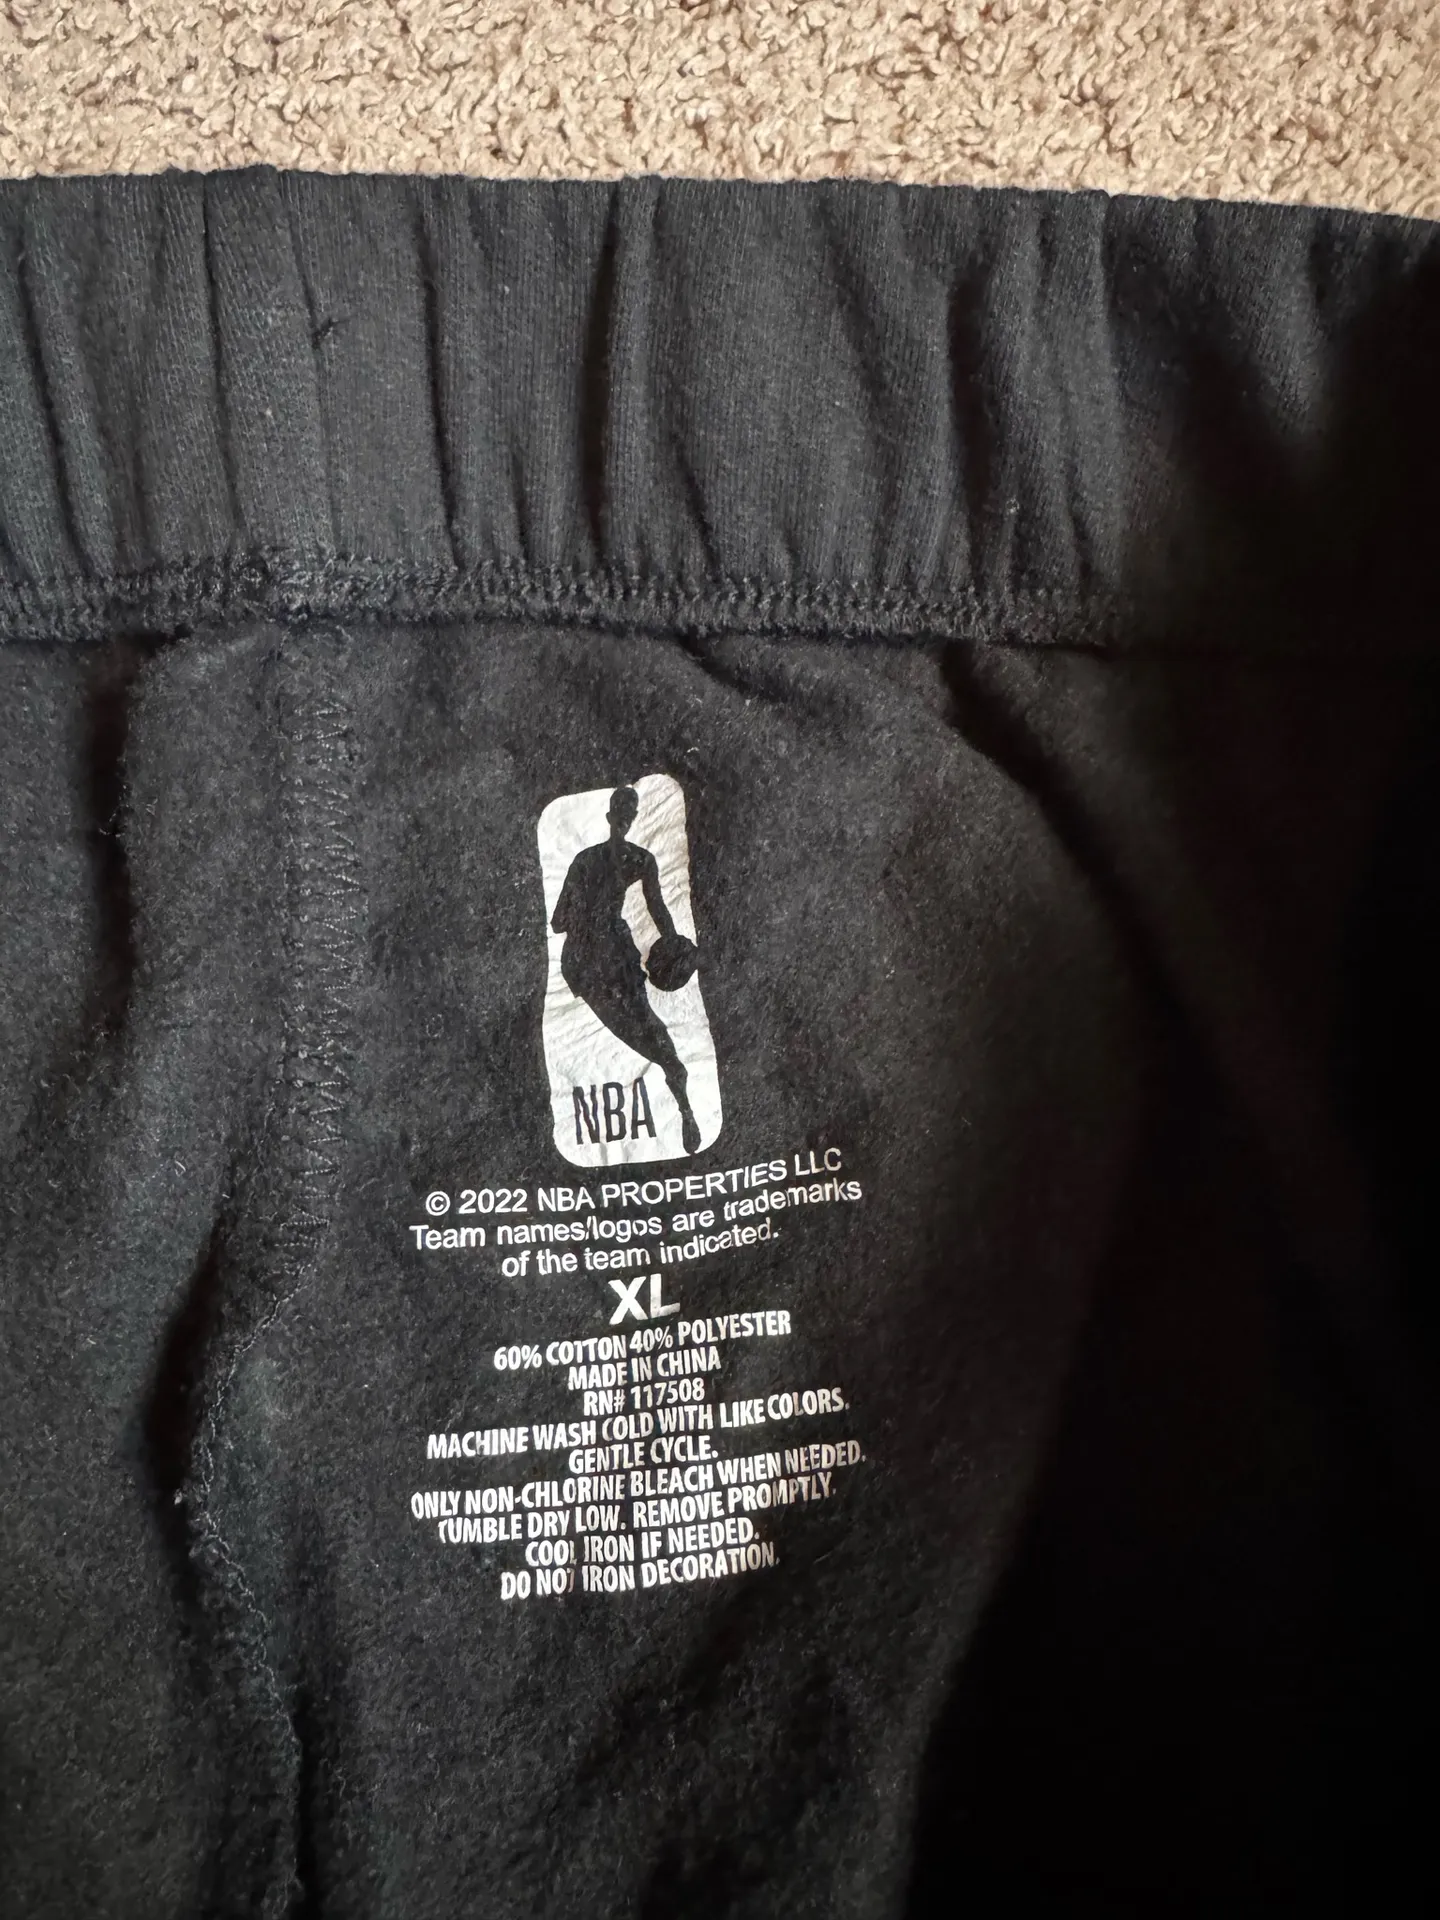 NBA
© 2022 NBA PROPERTIES LLC
Team names/logos are trademarks
of the team indicated.
XL
60% COTTON 40% POLYESTER
MADE IN CHINA
RN# 117508
MACHINE WASH COLD WITH LIKE COLORS.
GENTLE CYCLE.
ONLY NON-CHLORINE BLEACH WHEN NEEDED.
TUMBLE DRY LOW. REMOVE PROMPTLY.
COOL IRON IF NEEDED.
DO NOT IRON DECORATION.